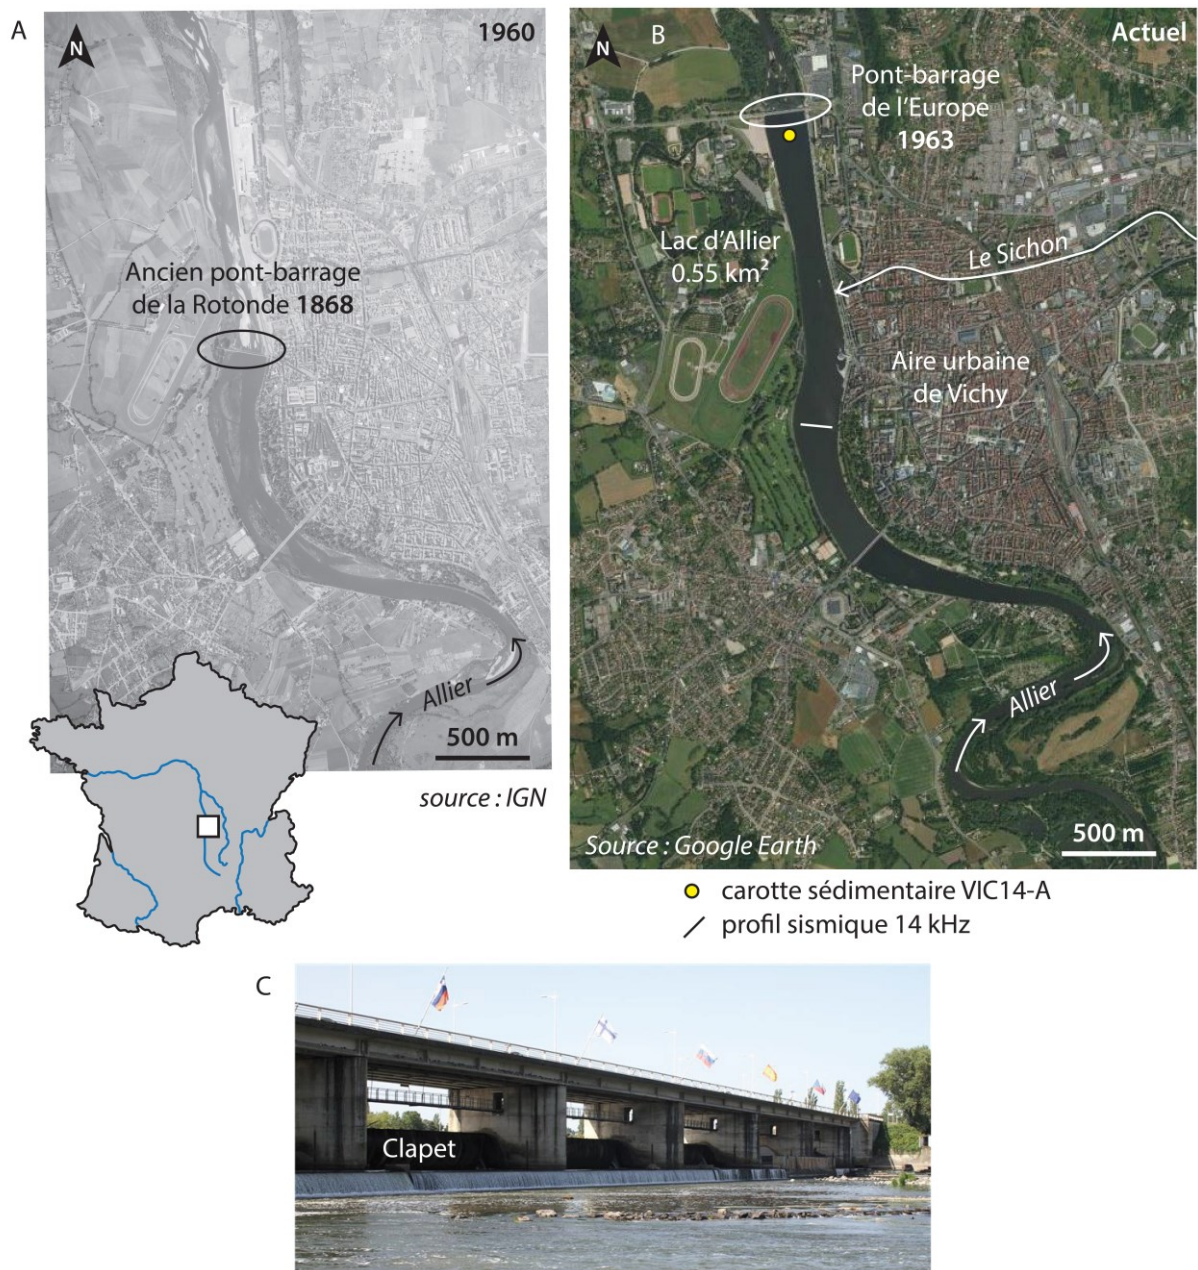 A
N
1960
Ancien pont-barrage
de la Rotonde 1868
Allier
500 m
source : IGN
B
N
Actuel
Pont-barrage
de l'Europe
1963
Lac d'Allier
0.55 km²
Le Sichon
Aire urbaine
de Vichy
Allier
500 m
Source : Google Earth
carotte sédimentaire VIC14-A
profil sismique 14 kHz
C
Clapet